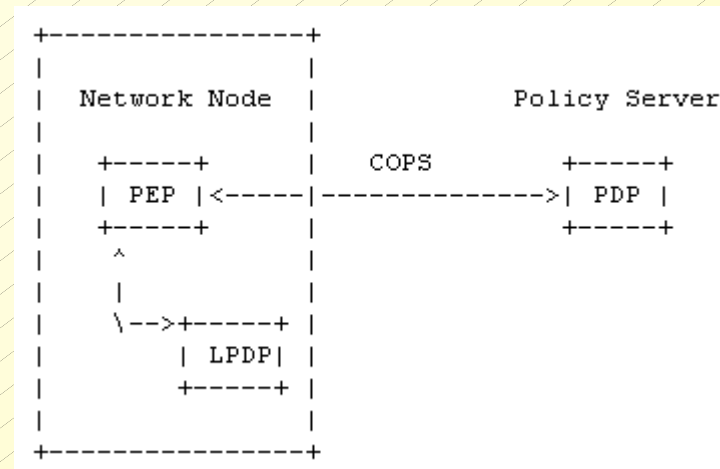 +----------------+
|                |
|  Network Node  |            Policy Server
|                |
|   +-----+      |   COPS        +-----+
|   | PEP |<-----|-------------->| PDP |
|   +-----+      |               +-----+
|    ^           |
|    |           |
|    \-->+-----+ |
|        | LPDP| |
|        +-----+ |
|                |
+----------------+